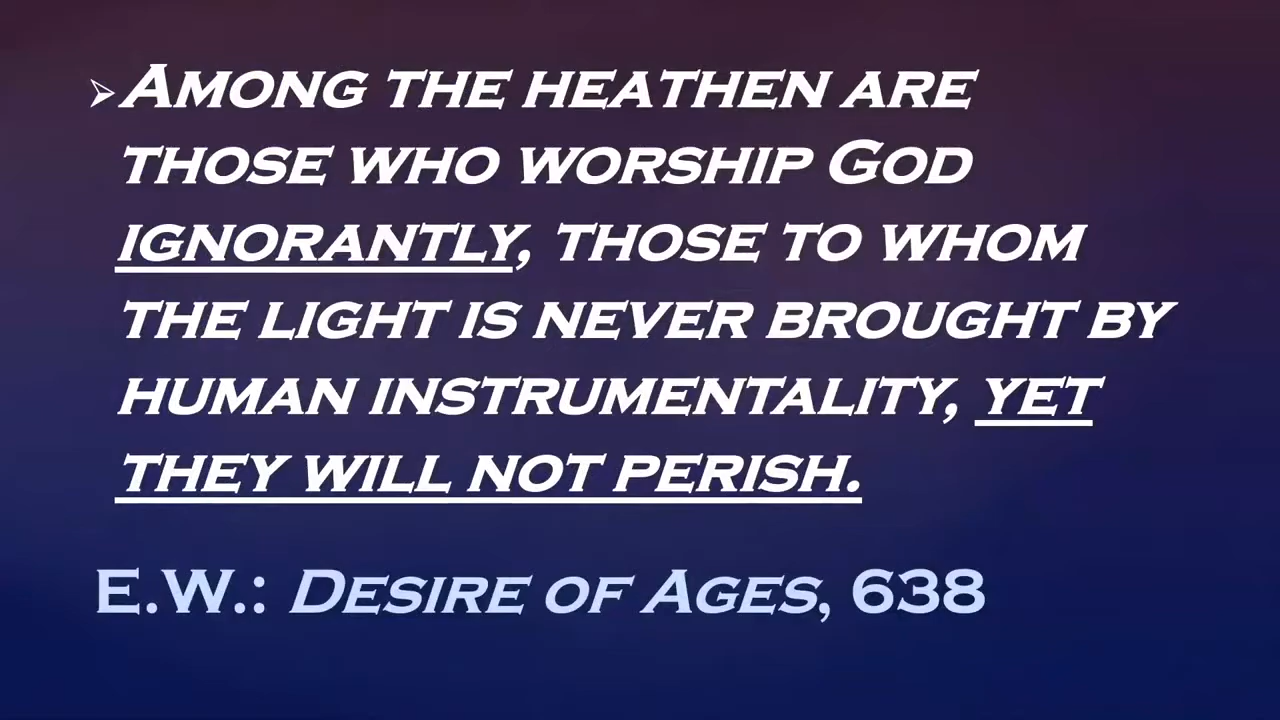 ➢Among the heathen are
those who worship God
ignorantly, those to whom
the light is never brought by
human instrumentality, yet
they will not perish.
E.W.: Desire of Ages, 638